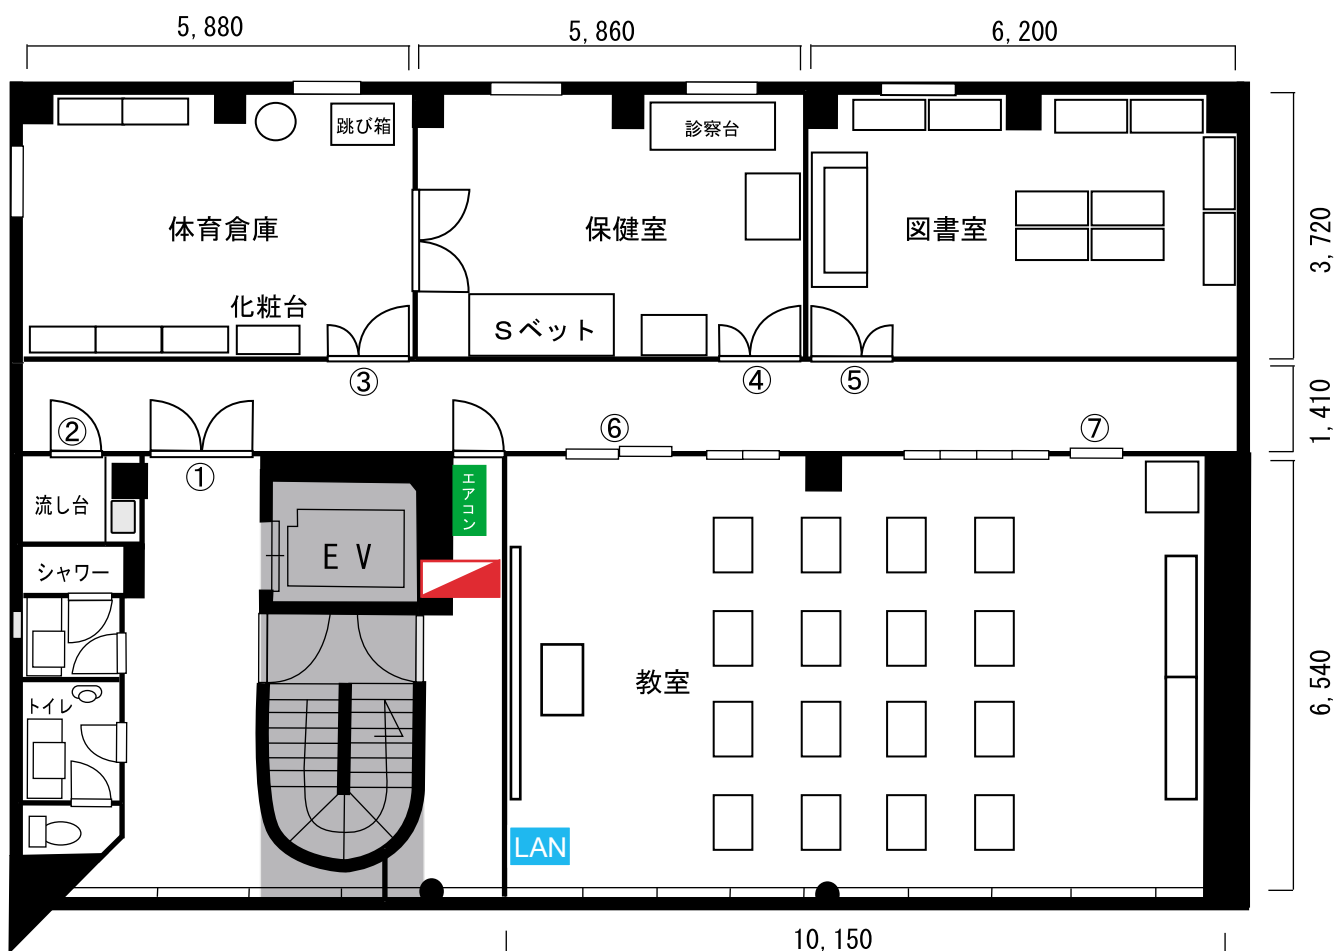 5,880
5,860
6,200
跳び箱
診察台
体育倉庫
保健室
図書室
3,720
化粧台
Sベット
③
④
⑤
1,410
②
⑥
⑦
①
流し台
エアコン
EV
シャワー
教室
6,540
トイレ
LAN
10,150